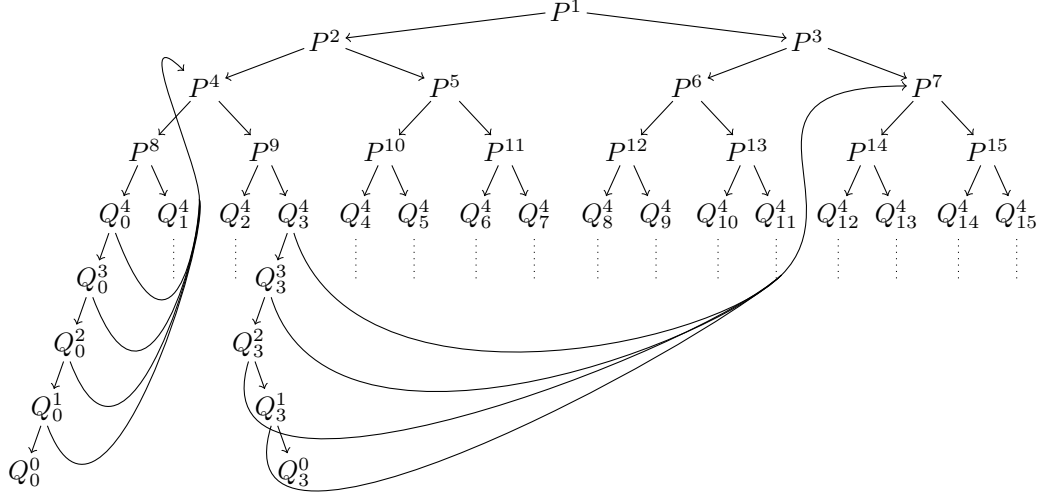 P^1
P^2 P^3
P^4 P^5 P^6 P^7
P^8 P^9 P^10 P^11 P^12 P^13 P^14 P^15
Q_0^4 Q_1^4 Q_2^4 Q_3^4 Q_4^4 Q_5^4 Q_6^4 Q_7^4 Q_8^4 Q_9^4 Q_10^4 Q_11^4 Q_12^4 Q_13^4 Q_14^4 Q_15^4
Q_0^3 Q_3^3
Q_0^2 Q_3^2
Q_0^1 Q_3^1
Q_0^0 Q_3^0